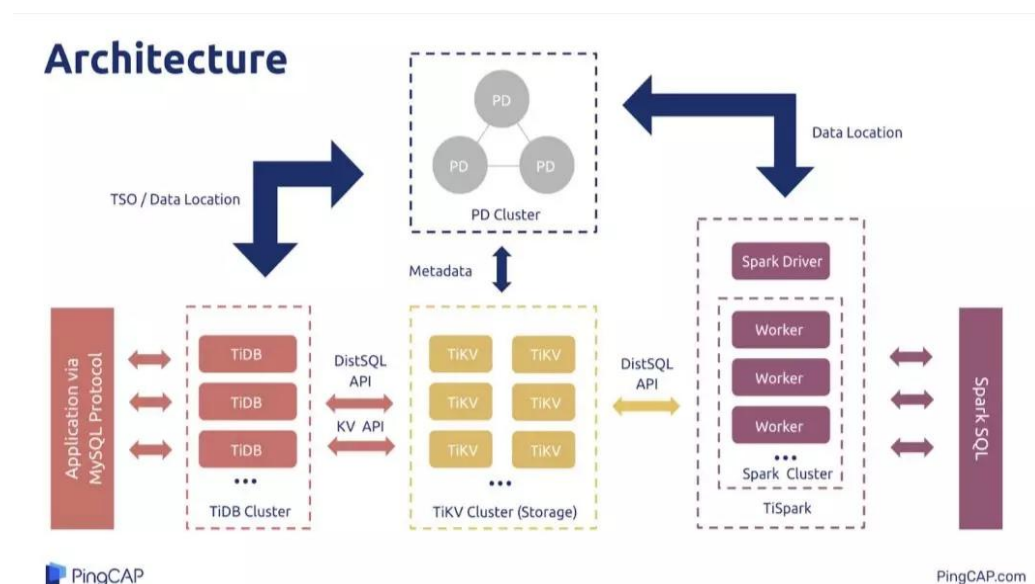 Architecture
PD
PD
PD
PD Cluster
TSO / Data Location
Data Location
Metadata
Application via
MySQL Protocol
TiDB
TiDB
TiDB
•••
TiDB Cluster
DistSQL
API
KV API
TiKV
TiKV
TiKV
TiKV
TiKV
TiKV
•••
TiKV Cluster (Storage)
DistSQL
API
Spark Driver
Worker
Worker
Worker
•••
Spark Cluster
TiSpark
Spark SQL
PingCAP
PingCAP.com